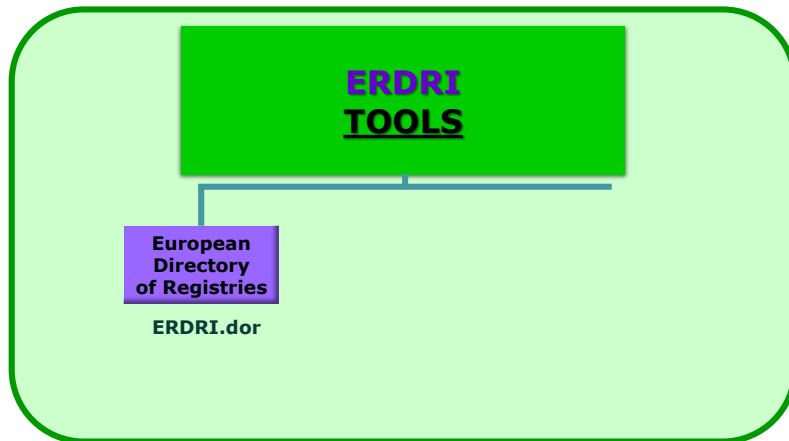 ERDRI
TOOLS
European
Directory
of Registries
ERDRI.dor